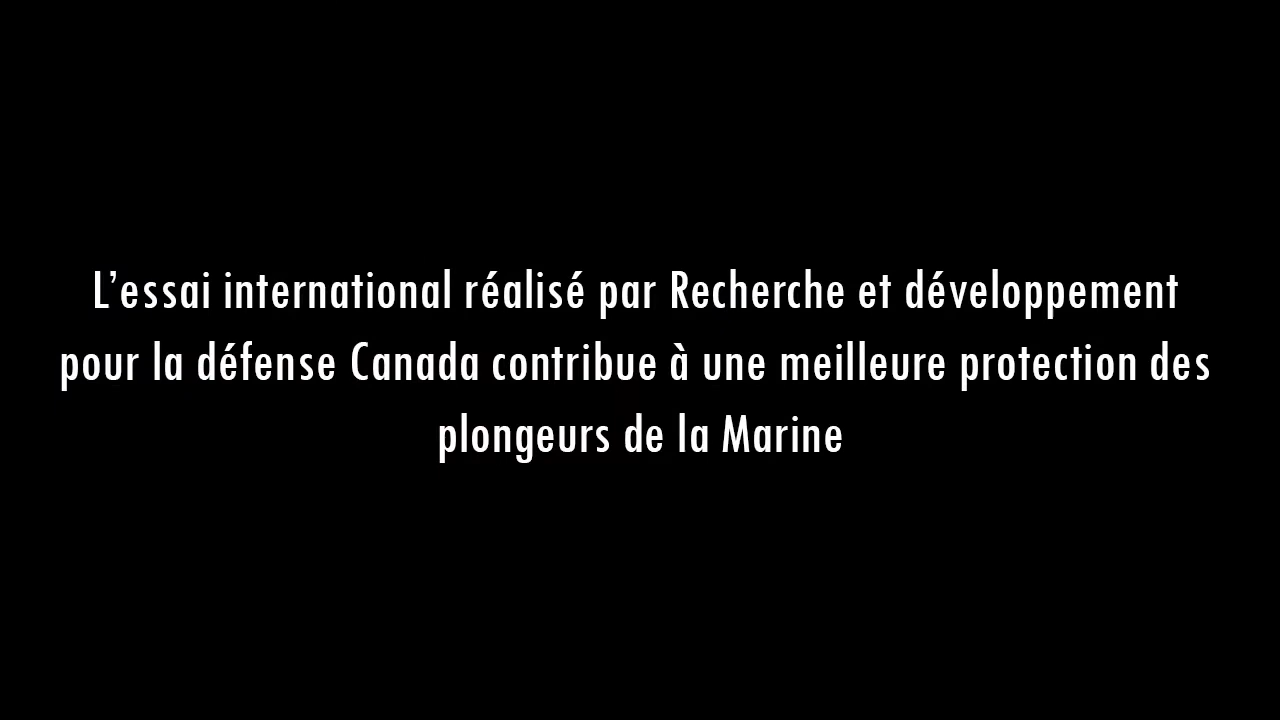 L’essai international réalisé par Recherche et développement
pour la défense Canada contribue à une meilleure protection des
plongeurs de la Marine